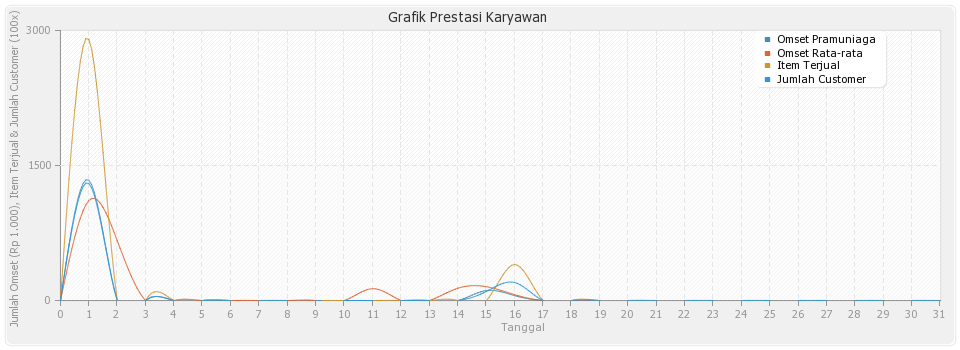 Grafik Prestasi Karyawan
Jumlah Omset (Rp 1.000), Item Terjual & Jumlah Customer (100x)
3000
1500
0
Omset Pramuniaga
Omset Rata-rata
Item Terjual
Jumlah Customer
0 1 2 3 4 5 6 7 8 9 10 11 12 13 14 15 16 17 18 19 20 21 22 23 24 25 26 27 28 29 30 31
Tanggal